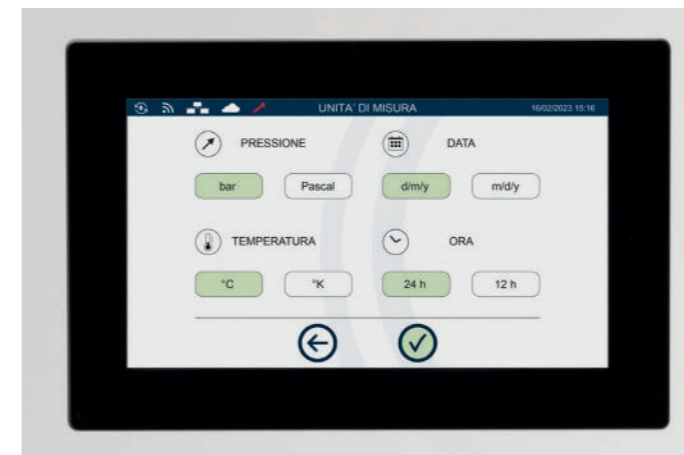 UNITA' DI MISURA 16/02/2023 15:16
PRESSIONE DATA
bar Pascal d/m/y m/d/y
TEMPERATURA ORA
°C °K 24 h 12 h